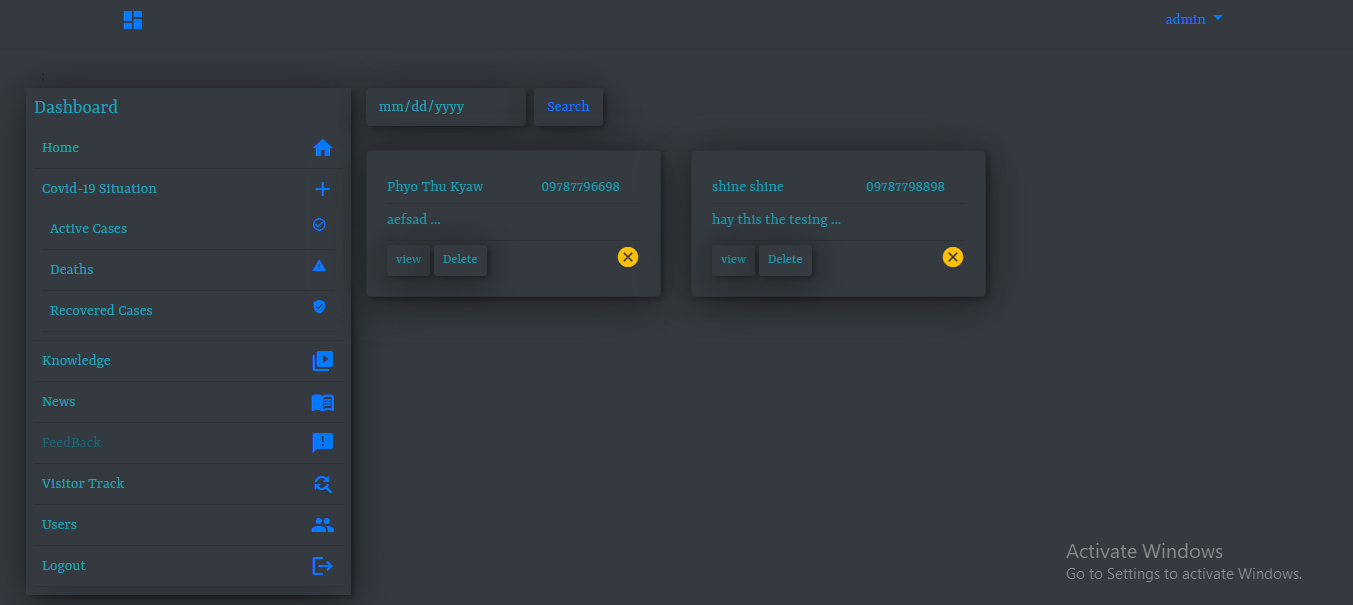 admin
:
Dashboard
Home
Covid-19 Situation
Active Cases
Deaths
Recovered Cases
Knowledge
News
FeedBack
Visitor Track
Users
Logout
mm/dd/yyyy Search
Phyo Thu Kyaw 09787796698
aefsad ...
view Delete
shine shine 09787798898
hay this the tesing ...
view Delete
Activate Windows
Go to Settings to activate Windows.